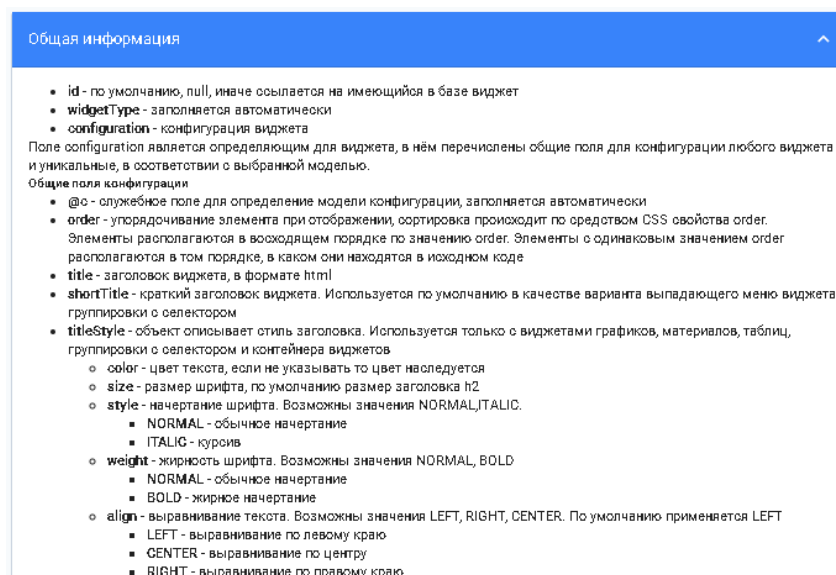 Общая информация
id - по умолчанию, null, иначе ссылается на имеющийся в базе виджет
widgetType - заполняется автоматически
configuration - конфигурация виджета
Поле configuration является определяющим для виджета, в нём перечислены общие поля для конфигурации любого виджета
и уникальные, в соответствии с выбранной моделью.
Общие поля конфигурации
@c - служебное поле для определение модели конфигурации, заполняется автоматически
order - упорядочивание элемента при отображении, сортировка происходит по средством CSS свойства order.
Элементы располагаются в восходящем порядке по значению order. Элементы с одинаковым значением order
располагаются в том порядке, в каком они находятся в исходном коде
title - заголовок виджета, в формате html
shortTitle - краткий заголовок виджета. Используется по умолчанию в качестве варианта выпадающего меню виджета
группировки с селектором
titleStyle - объект описывает стиль заголовка. Используется только с виджетами графиков, материалов, таблиц,
группировки с селектором и контейнера виджетов
color - цвет текста, если не указывать то цвет наследуется
size - размер шрифта, по умолчанию размер заголовка h2
style - начертание шрифта. Возможны значения NORMAL,ITALIC.
NORMAL - обычное начертание
ITALIC - курсив
weight - жирность шрифта. Возможны значения NORMAL, BOLD
NORMAL - обычное начертание
BOLD - жирное начертание
align - выравнивание текста. Возможны значения LEFT, RIGHT, CENTER. По умолчанию применяется LEFT
LEFT - выравнивание по левому краю
CENTER - выравнивание по центру
RIGHT - выравнивание по правому краю